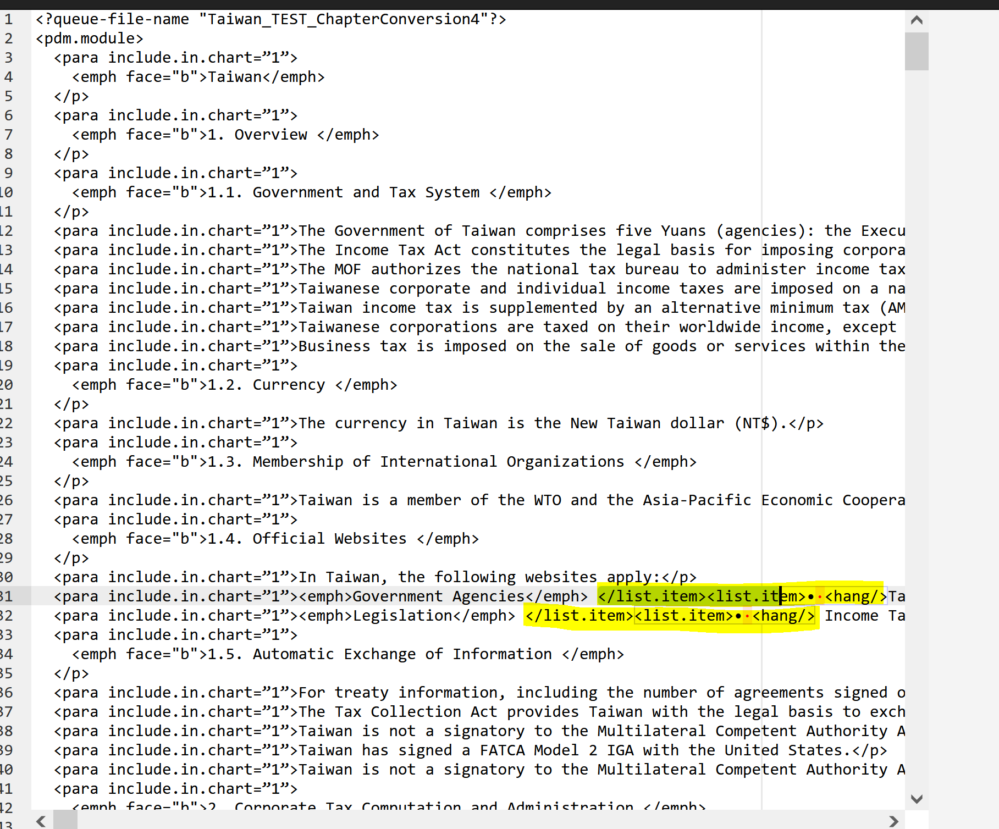 1 <?queue-file-name "Taiwan_TEST_ChapterConversion4"?>
2 <pdm.module>
3 <para include.in.chart=”1”>
4 <emph face="b">Taiwan</emph>
5 </p>
6 <para include.in.chart=”1”>
7 <emph face="b">1. Overview </emph>
8 </p>
9 <para include.in.chart=”1”>
10 <emph face="b">1.1. Government and Tax System </emph>
11 </p>
12 <para include.in.chart=”1”>The Government of Taiwan comprises five Yuans (agencies): the Execu
13 <para include.in.chart=”1”>The Income Tax Act constitutes the legal basis for imposing corpora
14 <para include.in.chart=”1”>The MOF authorizes the national tax bureau to administer income tax
15 <para include.in.chart=”1”>Taiwanese corporate and individual income taxes are imposed on a na
16 <para include.in.chart=”1”>Taiwan income tax is supplemented by an alternative minimum tax (AM
17 <para include.in.chart=”1”>Taiwanese corporations are taxed on their worldwide income, except
18 <para include.in.chart=”1”>Business tax is imposed on the sale of goods or services within the
19 <para include.in.chart=”1”>
20 <emph face="b">1.2. Currency </emph>
21 </p>
22 <para include.in.chart=”1”>The currency in Taiwan is the New Taiwan dollar (NT$).</p>
23 <para include.in.chart=”1”>
24 <emph face="b">1.3. Membership of International Organizations </emph>
25 </p>
26 <para include.in.chart=”1”>Taiwan is a member of the WTO and the Asia-Pacific Economic Coopera
27 <para include.in.chart=”1”>
28 <emph face="b">1.4. Official Websites </emph>
29 </p>
30 <para include.in.chart=”1”>In Taiwan, the following websites apply:</p>
31 <para include.in.chart=”1”><emph>Government Agencies</emph> </list.item><list.item>• · <hang/>Ta
32 <para include.in.chart=”1”><emph>Legislation</emph> </list.item><list.item>• · <hang/> Income Ta
33 <para include.in.chart=”1”>
34 <emph face="b">1.5. Automatic Exchange of Information </emph>
35 </p>
36 <para include.in.chart=”1”>For treaty information, including the number of agreements signed o
37 <para include.in.chart=”1”>The Tax Collection Act provides Taiwan with the legal basis to exch
38 <para include.in.chart=”1”>Taiwan is not a signatory to the Multilateral Competent Authority A
39 <para include.in.chart=”1”>Taiwan has signed a FATCA Model 2 IGA with the United States.</p>
40 <para include.in.chart=”1”>Taiwan is not a signatory to the Multilateral Competent Authority A
41 <para include.in.chart=”1”>
42 <emph face="b">2. Corporate Tax Computation and Administration </emph>
43